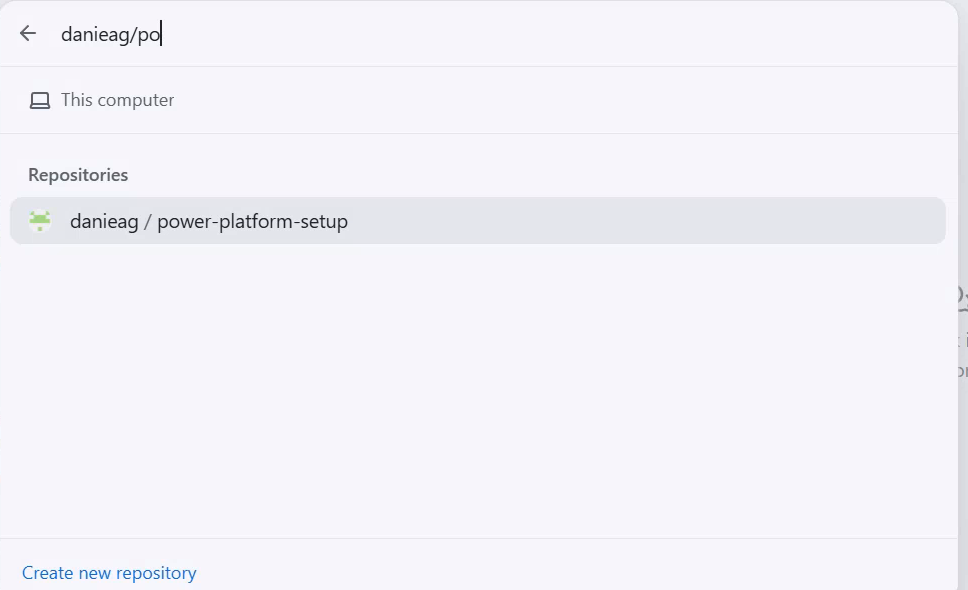 danieag/po
This computer
Repositories
danieag / power-platform-setup
Create new repository